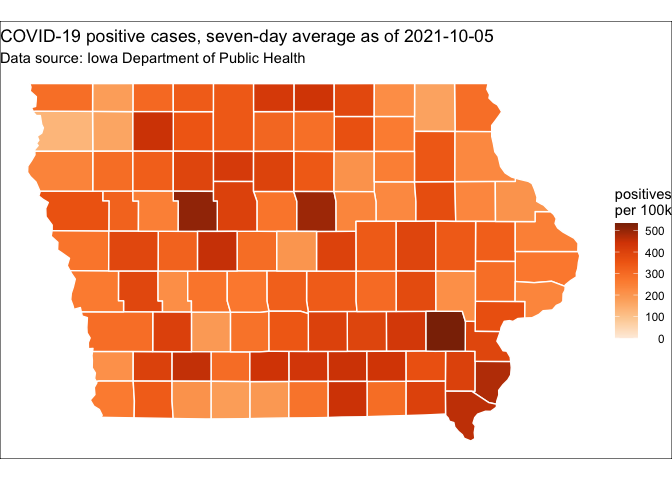 COVID-19 positive cases, seven-day average as of 2021-10-05
Data source: Iowa Department of Public Health
positives
per 100k
500
400
300
200
100
0